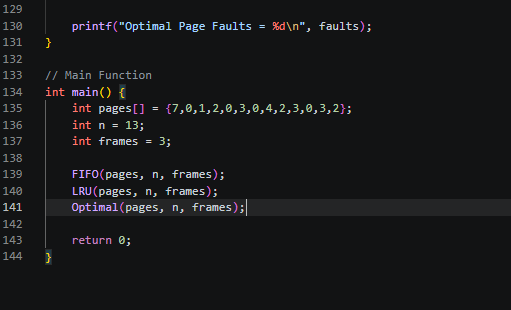 129
130 printf("Optimal Page Faults = %d\n", faults);
131 }
132
133 // Main Function
134 int main() {
135 int pages[] = {7,0,1,2,0,3,0,4,2,3,0,3,2};
136 int n = 13;
137 int frames = 3;
138
139 FIFO(pages, n, frames);
140 LRU(pages, n, frames);
141 Optimal(pages, n, frames);
142
143 return 0;
144 }